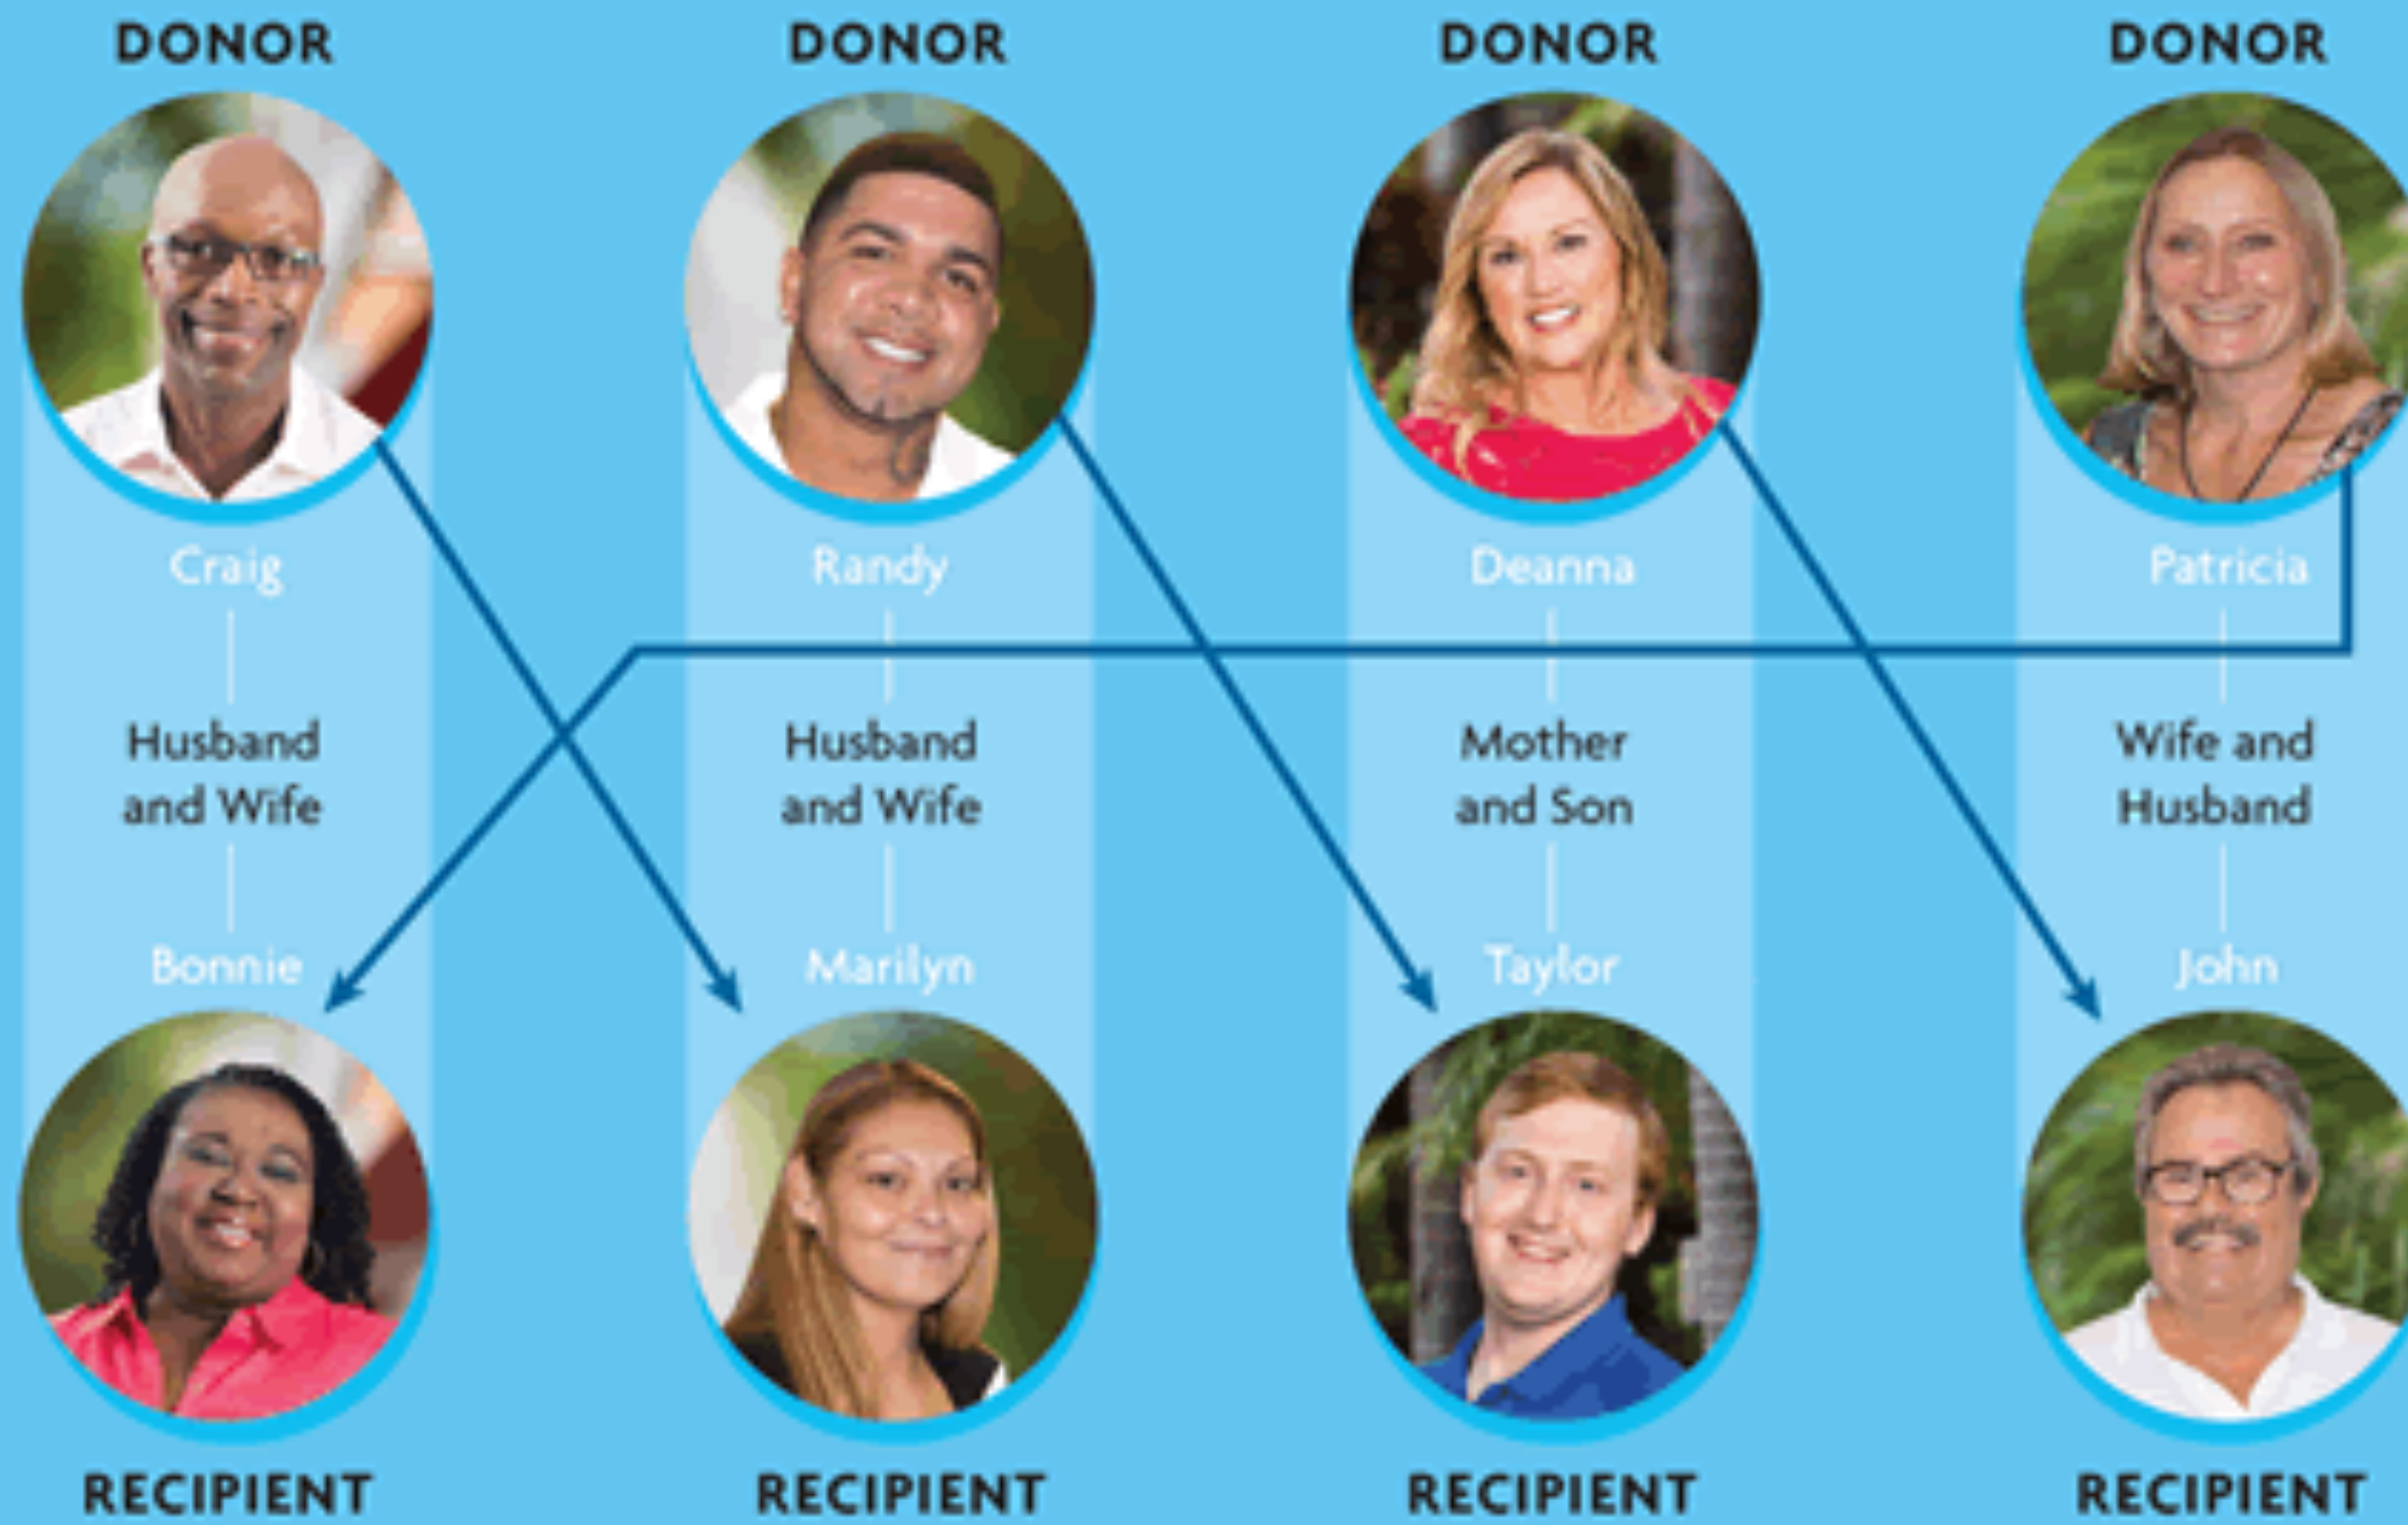 DONOR DONOR DONOR DONOR
Craig Randy Deanna Patricia
Husband Husband Mother Wife and
and Wife and Wife and Son Husband
Bonnie Marilyn Taylor John
RECIPIENT RECIPIENT RECIPIENT RECIPIENT